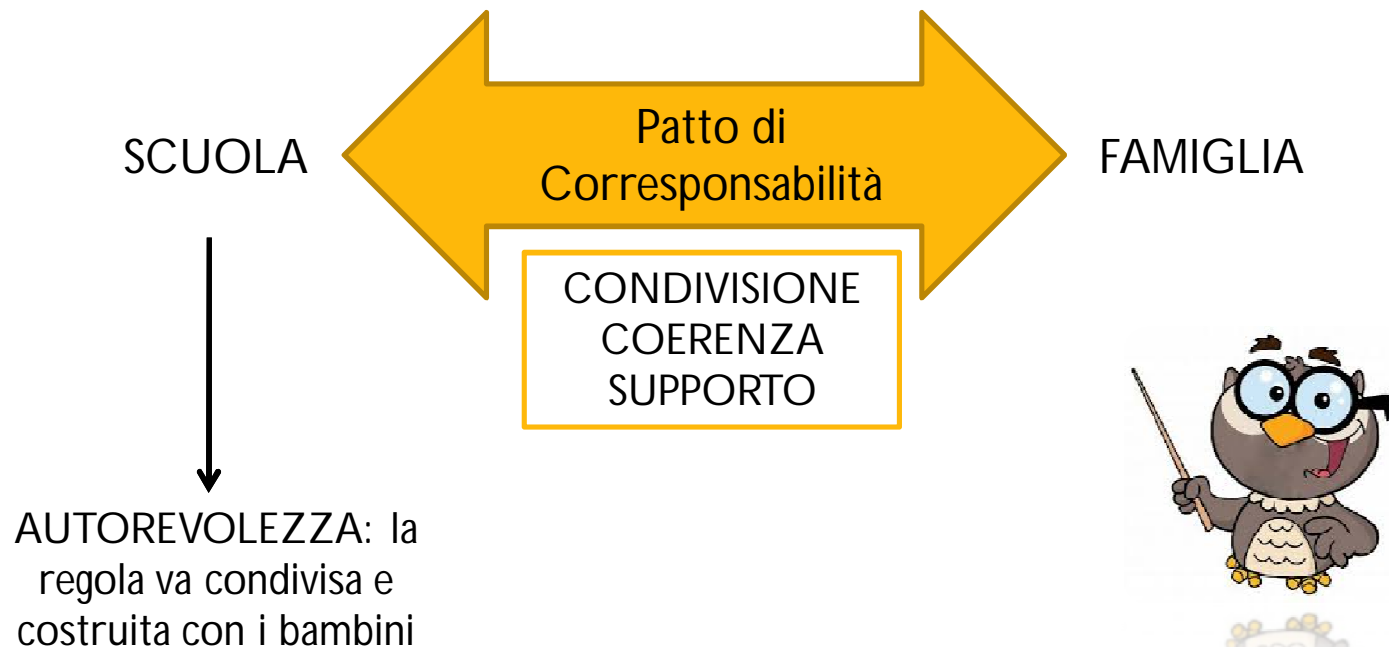 SCUOLA
Patto di
Corresponsabilità
FAMIGLIA
CONDIVISIONE
COERENZA
SUPPORTO
AUTOREVOLEZZA: la
regola va condivisa e
costruita con i bambini